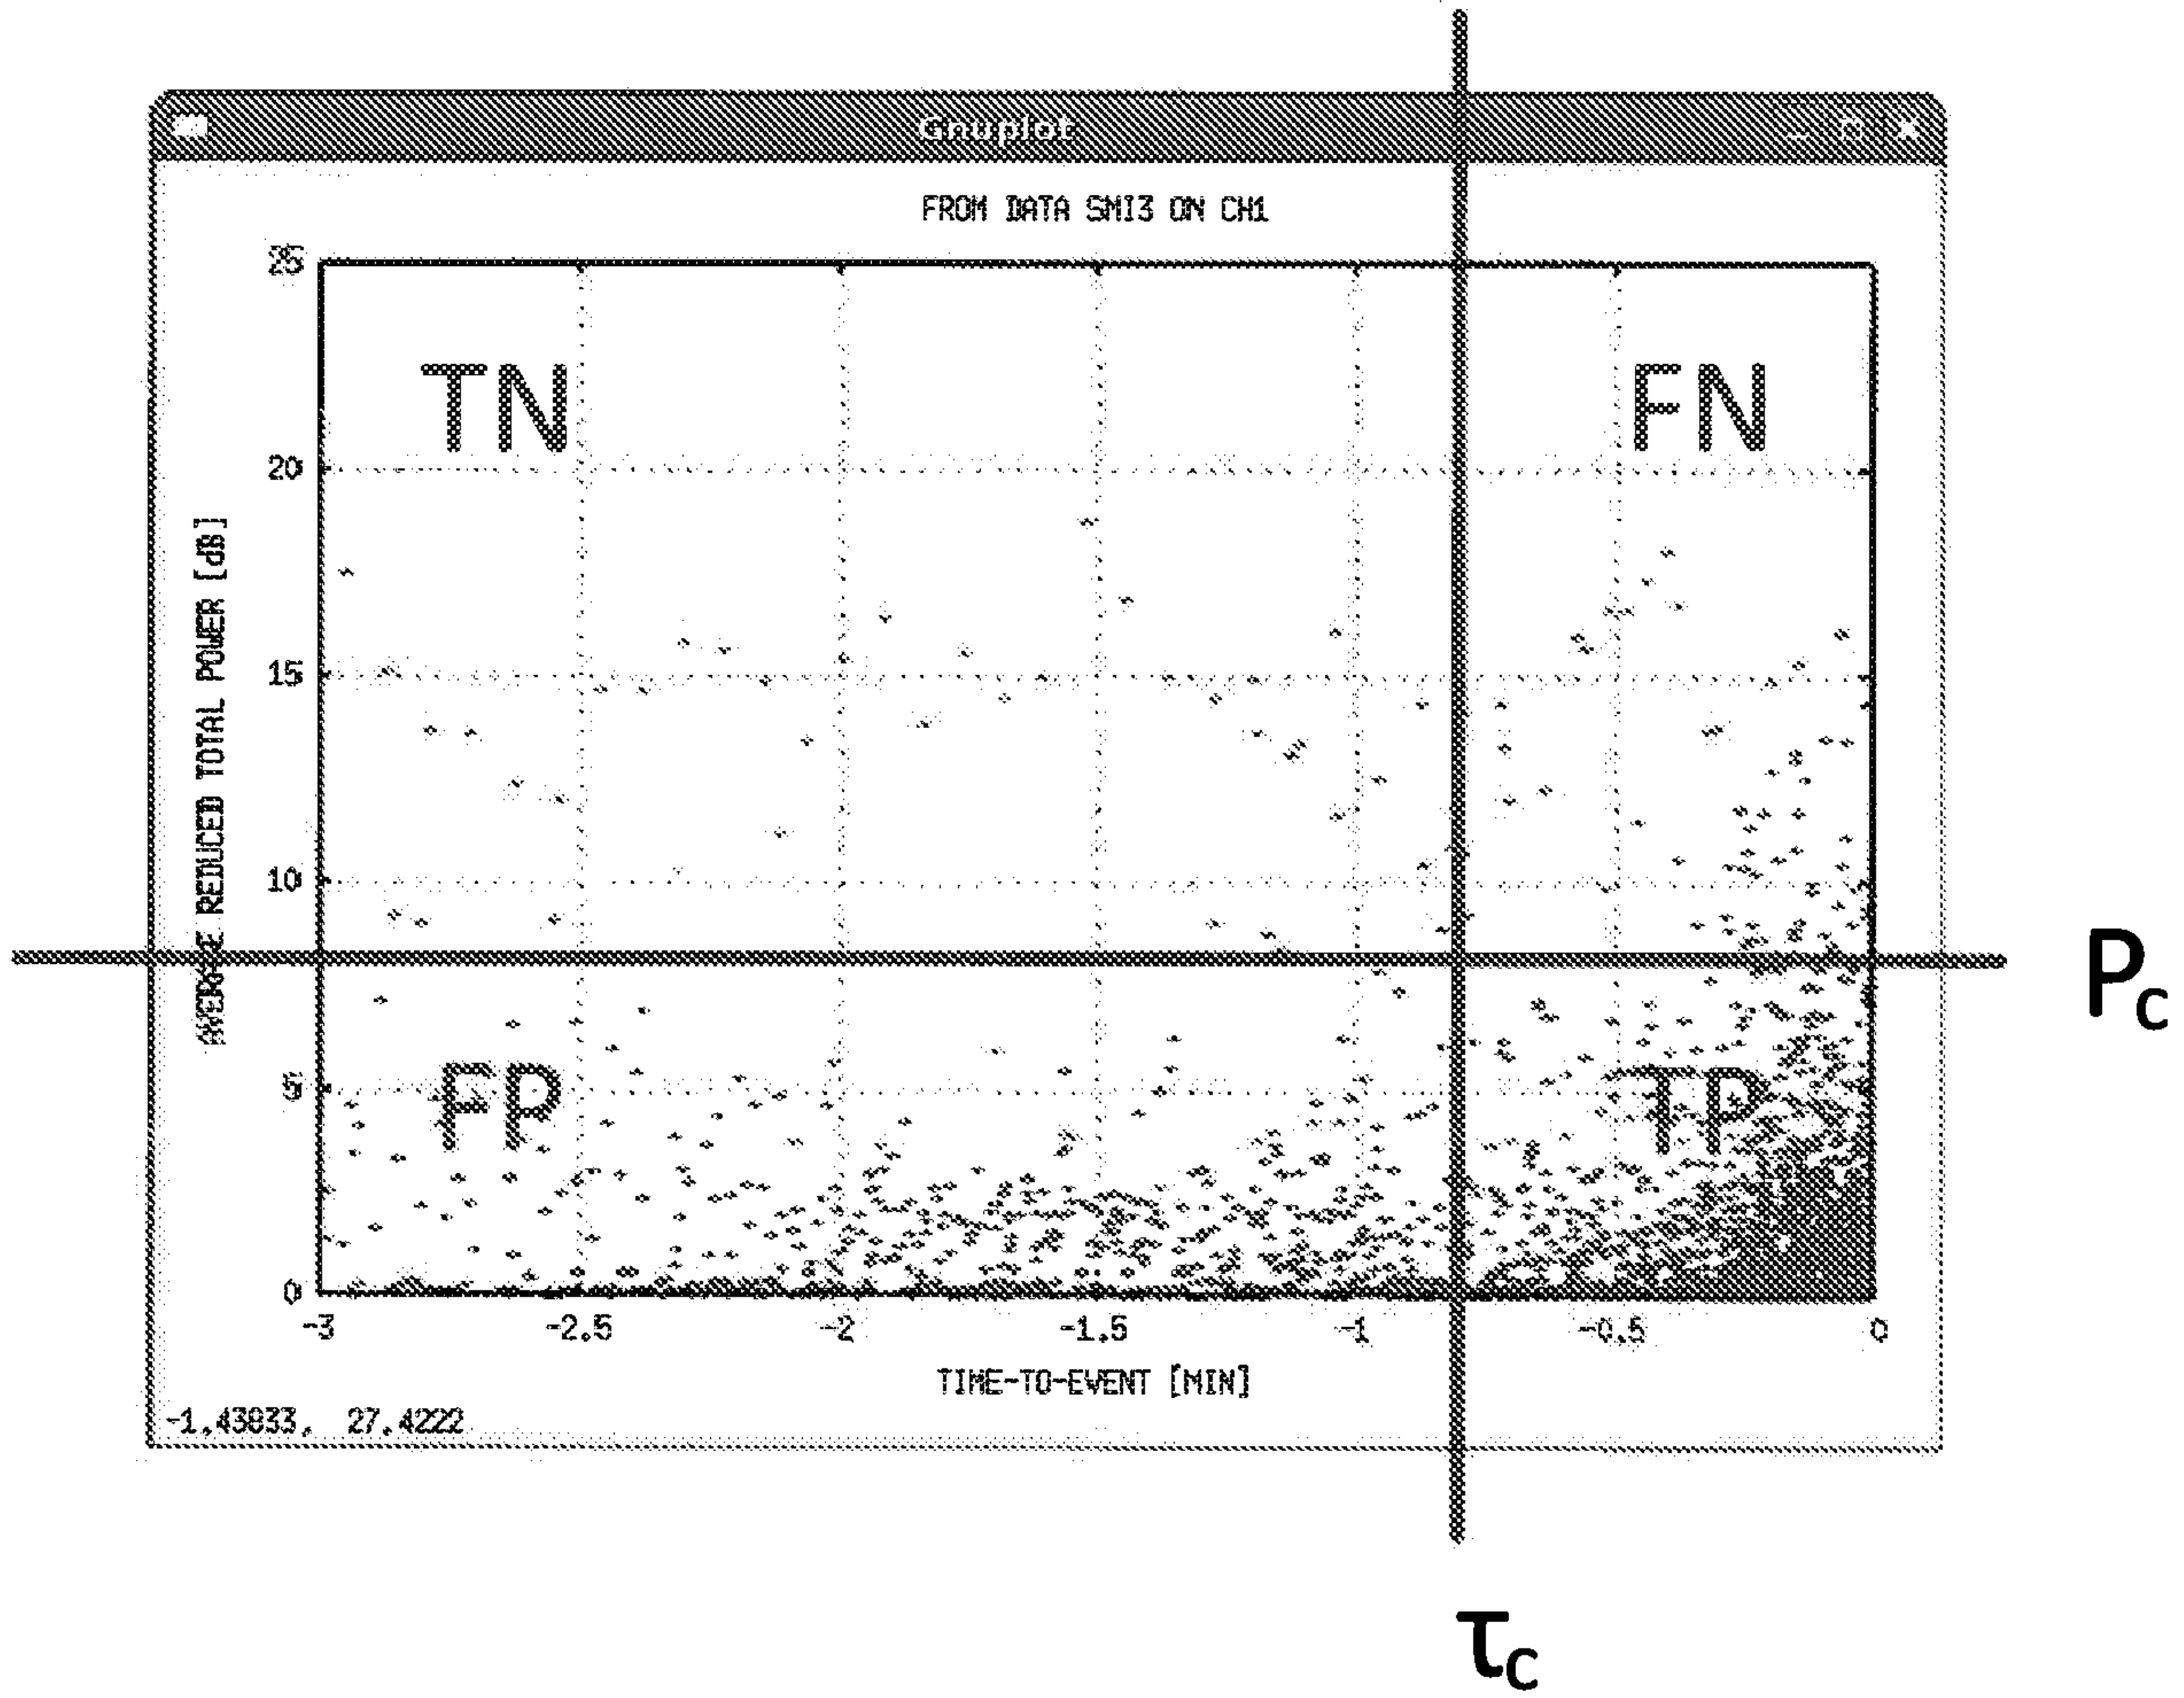 Gnuplot
FROM DATA SMI3 ON CH1
25
TN FN
20
AVERAGE REDUCED TOTAL POWER [dB]
15
10
Pc
5
FP TP
0
-3 -2.5 -2 -1.5 -1 -0.5 0
TIME-TO-EVENT [MIN]
-1.43833, 27.4222
τc